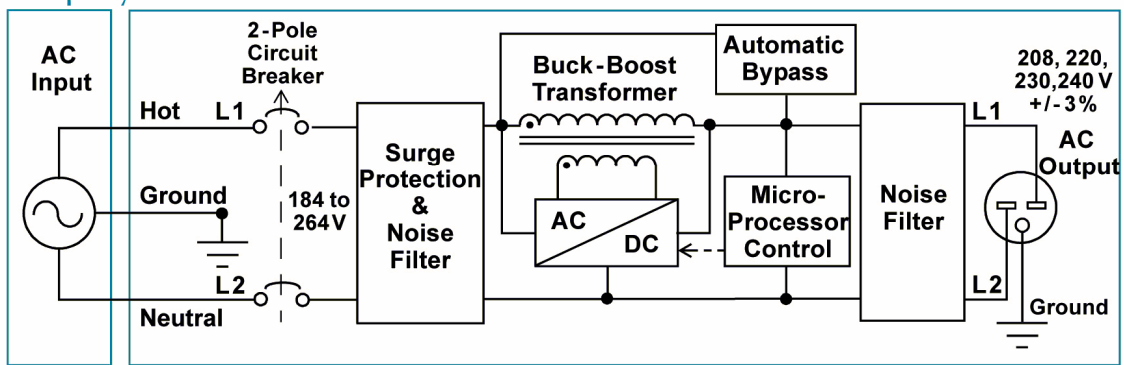 AC
Input
2-Pole
Circuit
Breaker
Hot
L1
Ground
184 to
264 V
L2
Neutral
Surge
Protection
&
Noise
Filter
Buck-Boost
Transformer
Automatic
Bypass
AC
DC
Micro-
Processor
Control
Noise
Filter
208, 220,
230,240 V
+/-3%
L1
AC
Output
L2
Ground